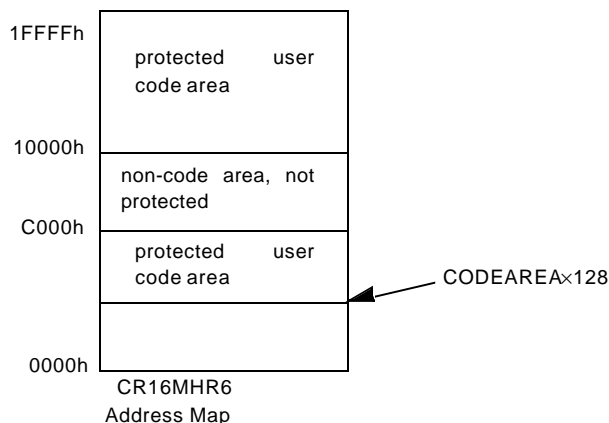 1FFFFh
protected user
code area
10000h
non-code area, not
protected
C000h
protected user
code area
CODEAREA×128
0000h
CR16MHR6
Address Map